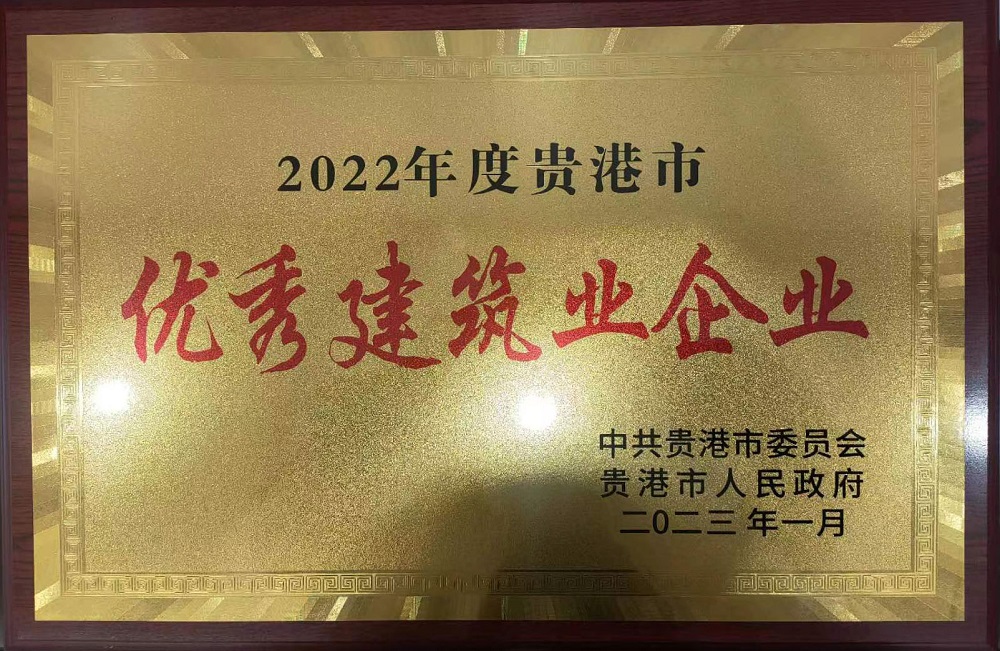 2022年度贵港市
优秀建筑业企业
中共贵港市委员会
贵港市人民政府
二0二三年一月